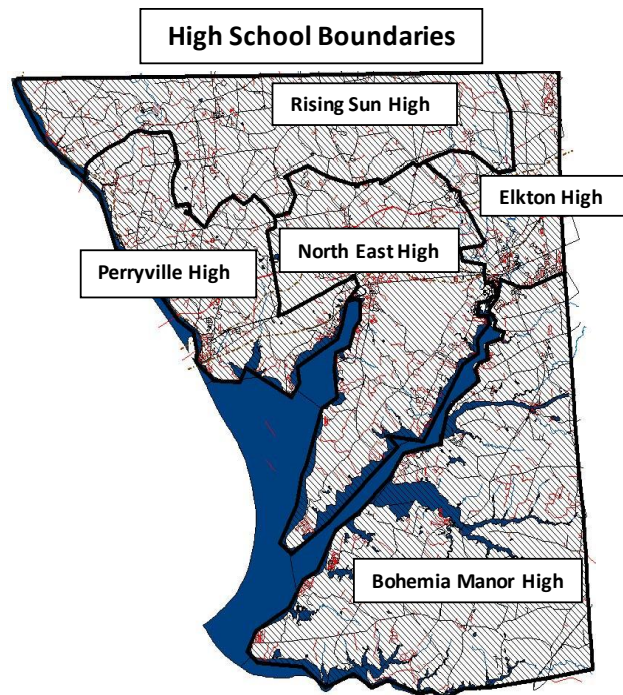 High School Boundaries
Rising Sun High
Elkton High
North East High
Perryville High
Bohemia Manor High